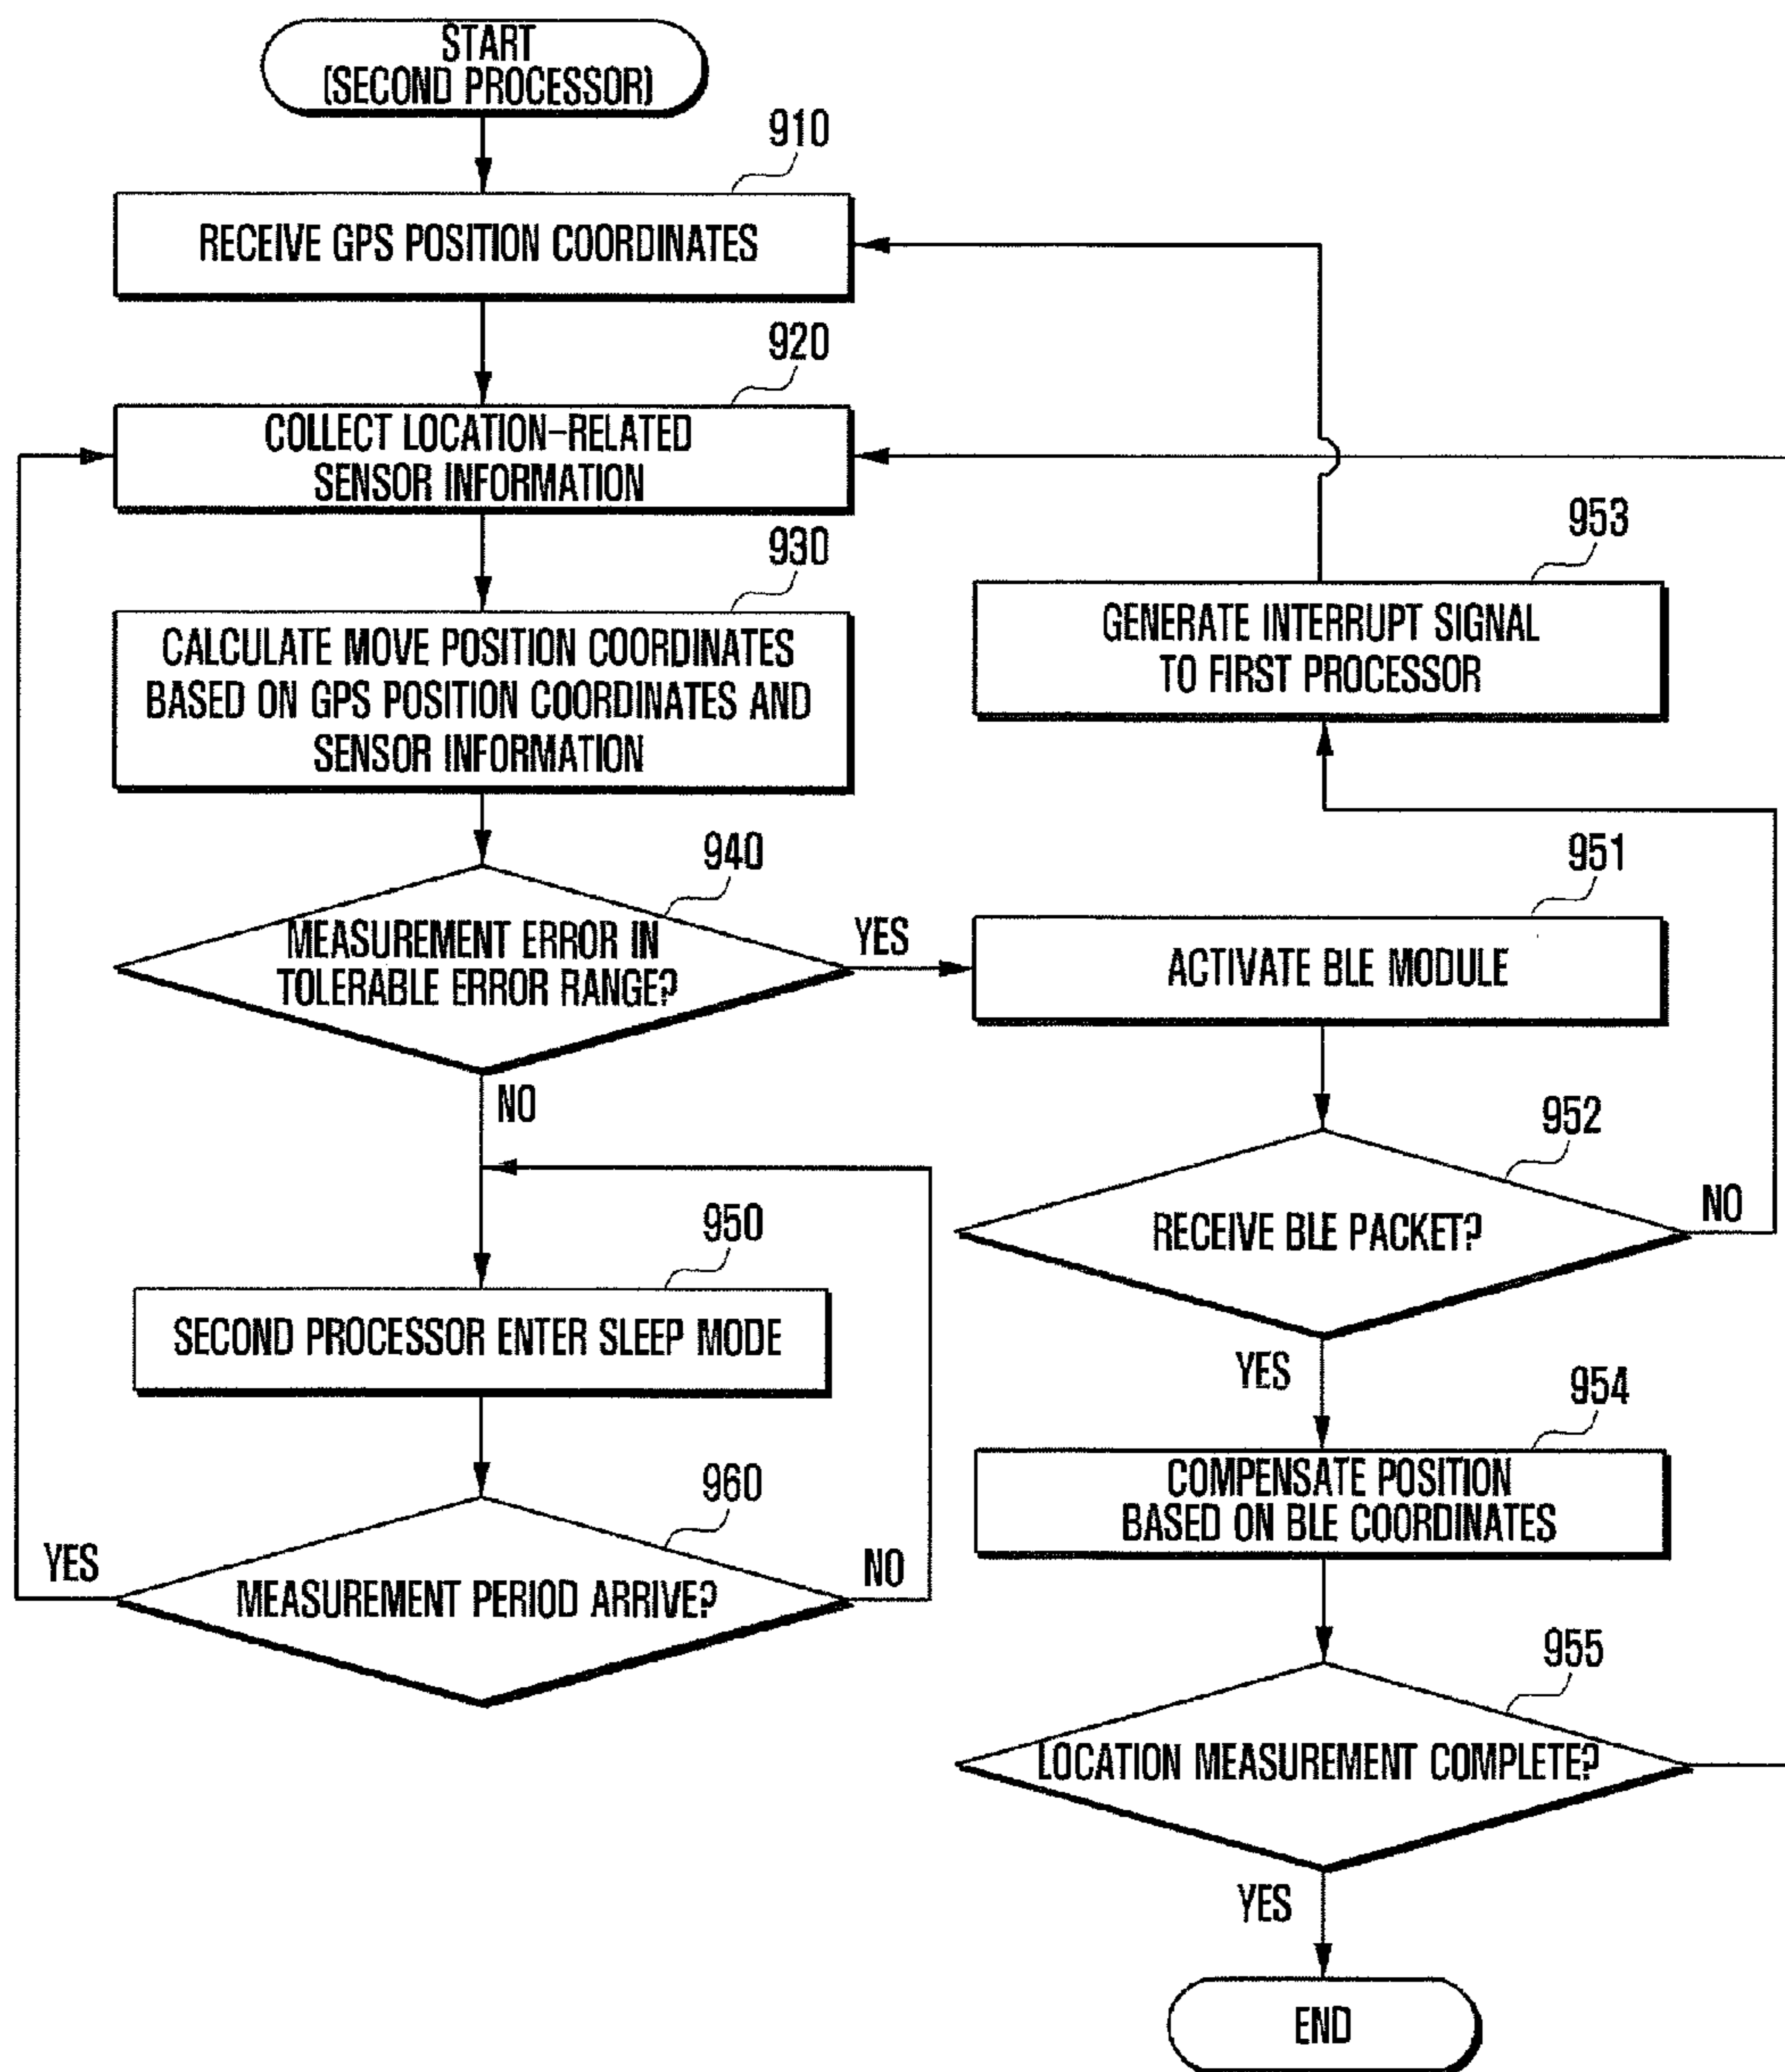 START
(SECOND PROCESSOR)
910
RECEIVE GPS POSITION COORDINATES
920
COLLECT LOCATION-RELATED
SENSOR INFORMATION
930
CALCULATE MOVE POSITION COORDINATES
BASED ON GPS POSITION COORDINATES AND
SENSOR INFORMATION
940
MEASUREMENT ERROR IN
TOLERABLE ERROR RANGE?
YES
NO
950
SECOND PROCESSOR ENTER SLEEP MODE
960
MEASUREMENT PERIOD ARRIVE?
YES
NO
953
GENERATE INTERRUPT SIGNAL
TO FIRST PROCESSOR
951
ACTIVATE BLE MODULE
952
RECEIVE BLE PACKET?
NO
YES
954
COMPENSATE POSITION
BASED ON BLE COORDINATES
955
LOCATION MEASUREMENT COMPLETE?
YES
END